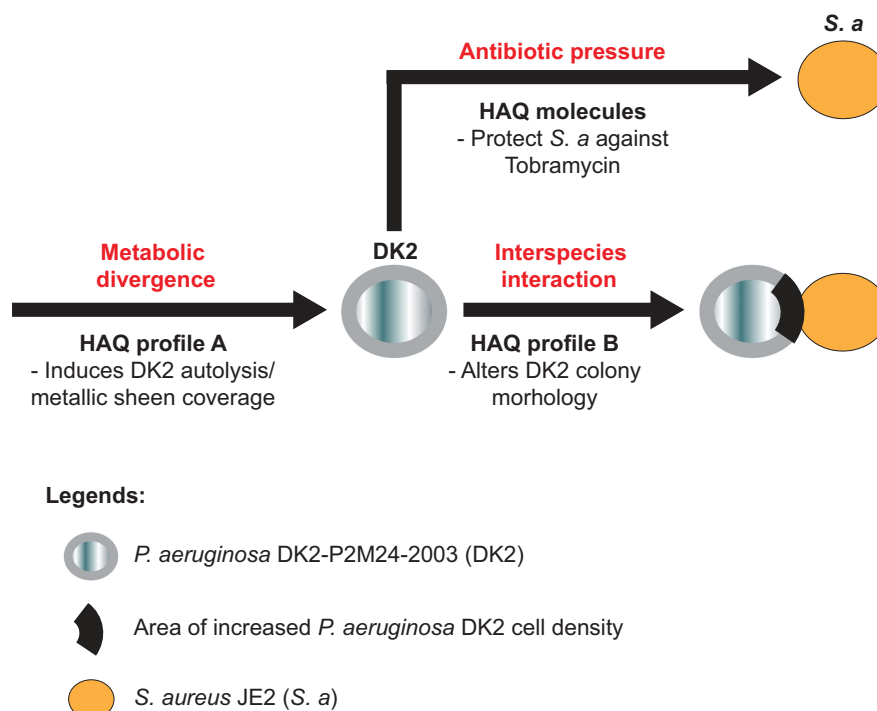 S. a
Antibiotic pressure
HAQ molecules
- Protect S. a against
Tobramycin
Metabolic
divergence
DK2
Interspecies
interaction
HAQ profile A
- Induces DK2 autolysis/
metallic sheen coverage
HAQ profile B
- Alters DK2 colony
morhology
Legends:
P. aeruginosa DK2-P2M24-2003 (DK2)
Area of increased P. aeruginosa DK2 cell density
S. aureus JE2 (S. a)